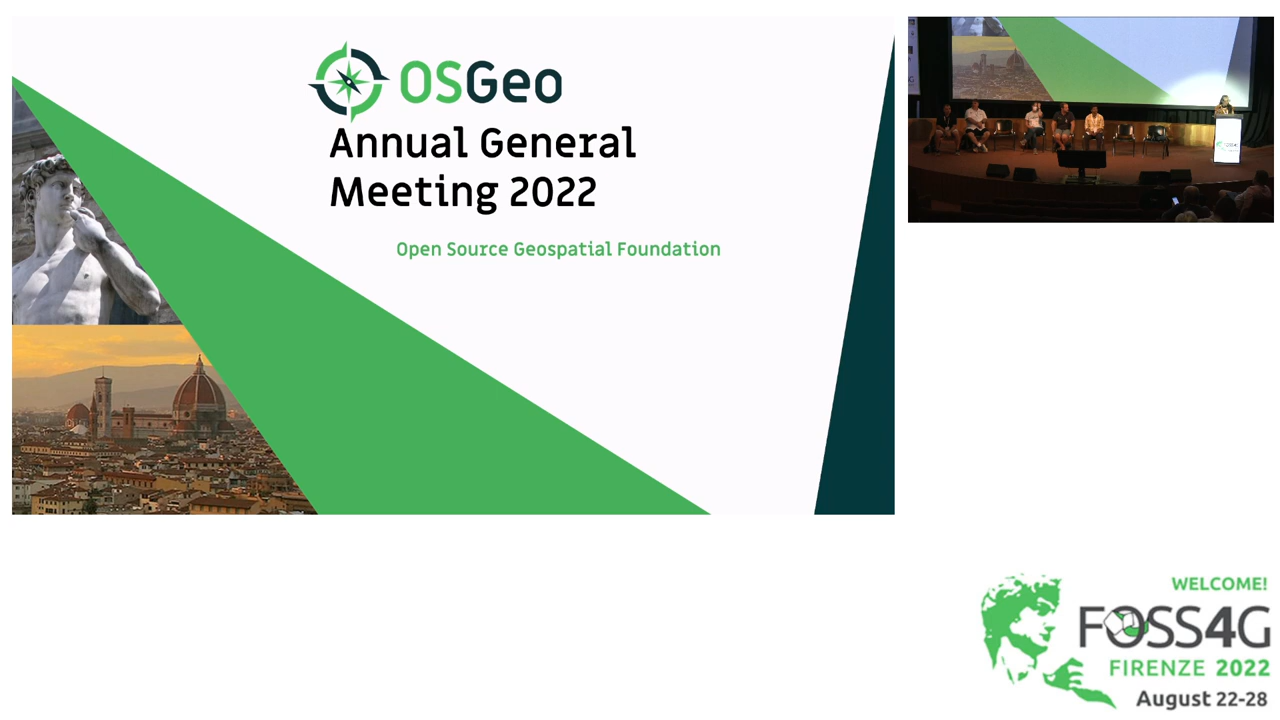 OSGeo
Annual General
Meeting 2022
Open Source Geospatial Foundation
WELCOME!
FOSS4G
FIRENZE 2022
August 22-28